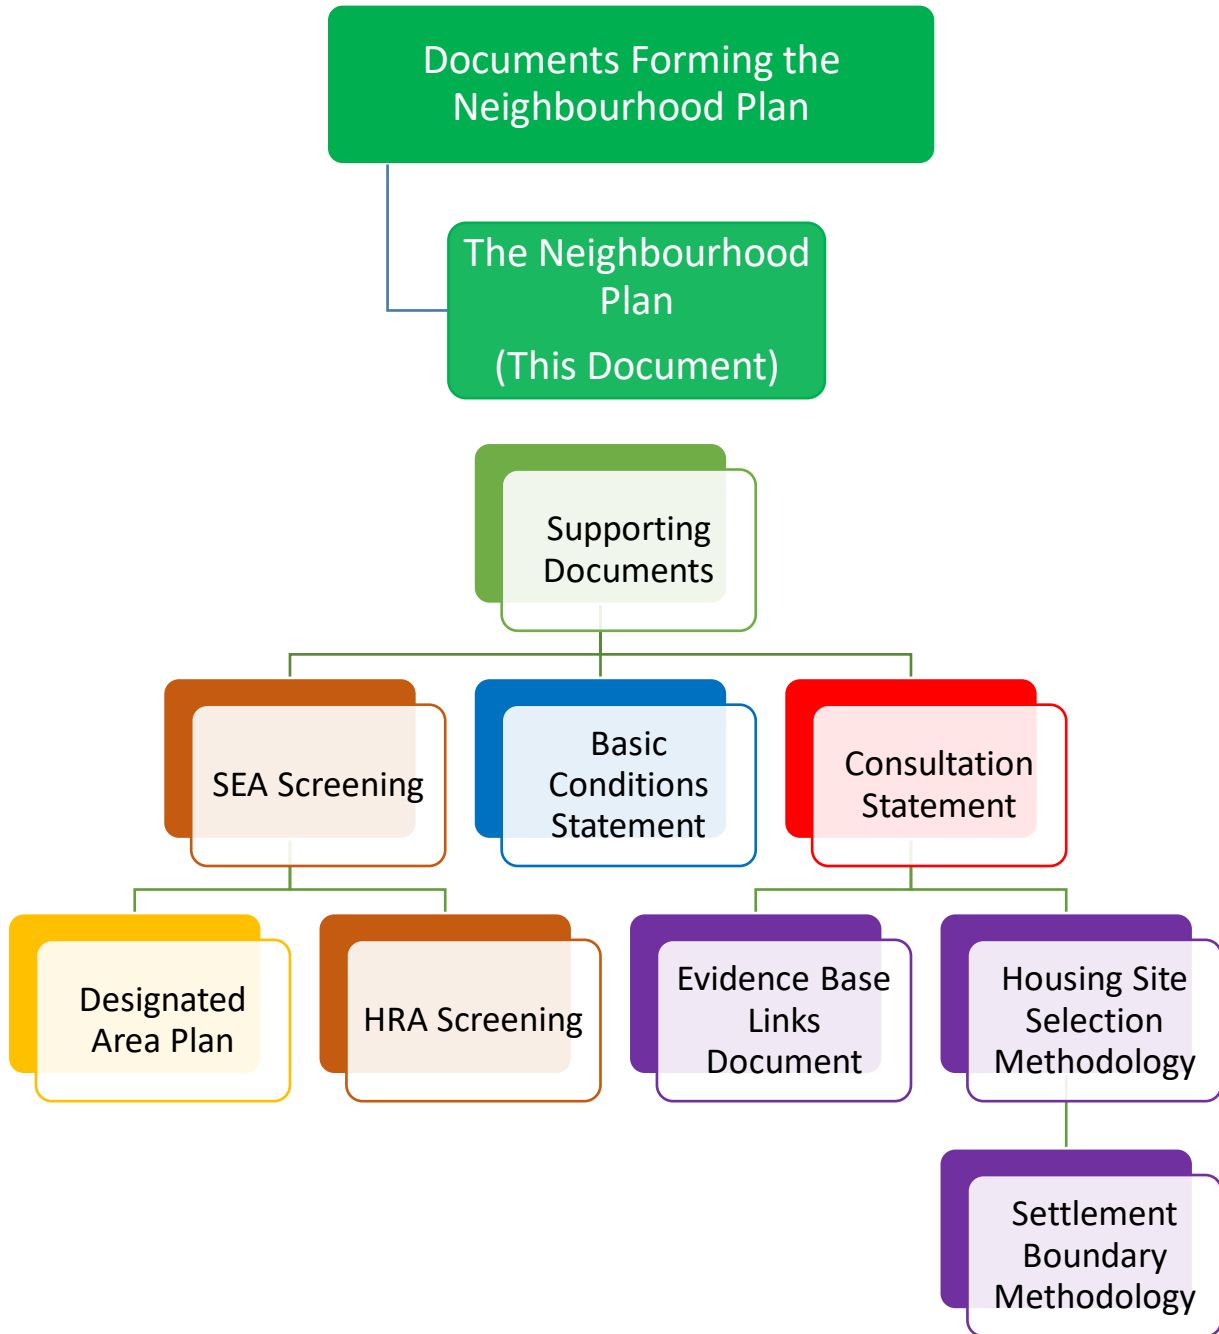 Documents Forming the
Neighbourhood Plan
The Neighbourhood
Plan
(This Document)
Supporting
Documents
SEA Screening
Basic
Conditions
Statement
Consultation
Statement
Designated
Area Plan
HRA Screening
Evidence Base
Links
Document
Housing Site
Selection
Methodology
Settlement
Boundary
Methodology